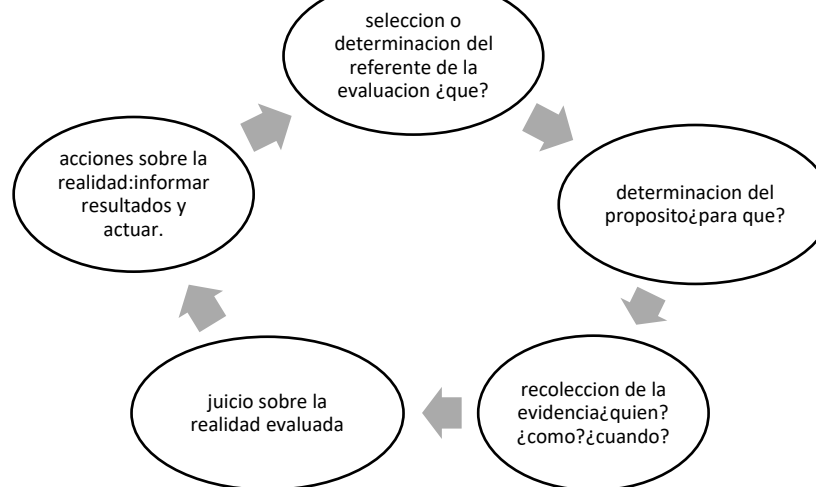 seleccion o
determinacion del
referente de la
evaluacion ¿que?
determinacion del
proposito¿para que?
recoleccion de la
evidencia¿quien?
¿como?¿cuando?
juicio sobre la
realidad evaluada
acciones sobre la
realidad:informar
resultados y
actuar.